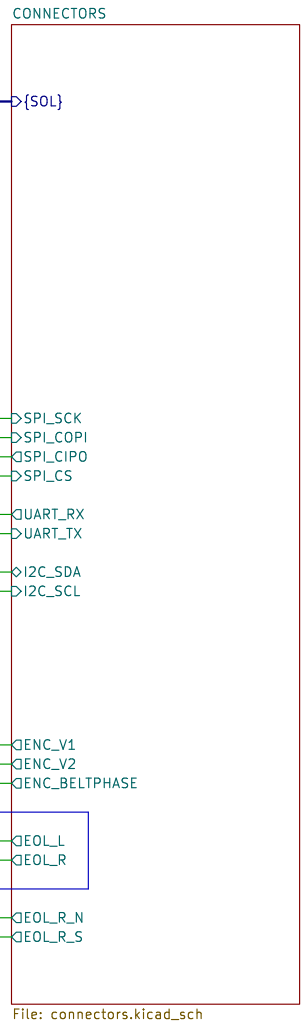 CONNECTORS
{SOL}
SPI_SCK
SPI_COPI
SPI_CIPO
SPI_CS
UART_RX
UART_TX
I2C_SDA
I2C_SCL
ENC_V1
ENC_V2
ENC_BELTPHASE
EOL_L
EOL_R
EOL_R_N
EOL_R_S
File: connectors.kicad_sch